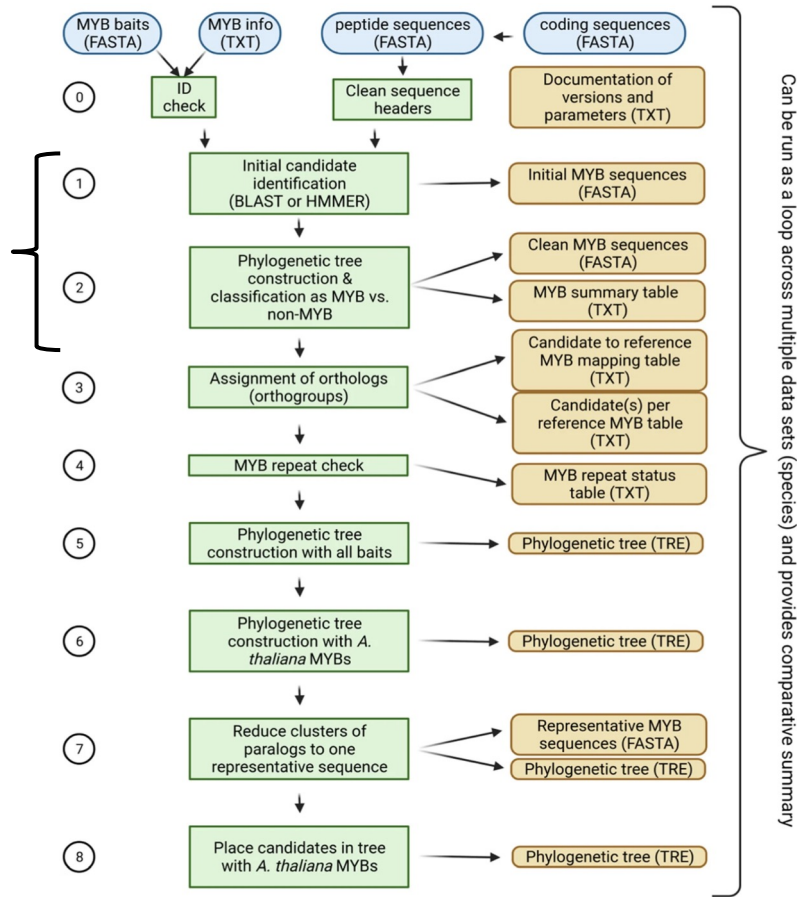 MYB baits
(FASTA)
MYB info
(TXT)
peptide sequences
(FASTA)
coding sequences
(FASTA)
0
ID
check
Clean sequence
headers
Documentation of
versions and
parameters (TXT)
1
Initial candidate
identification
(BLAST or HMMER)
Initial MYB sequences
(FASTA)
2
Phylogenetic tree
construction &
classification as MYB vs.
non-MYB
Clean MYB sequences
(FASTA)
MYB summary table
(TXT)
3
Assignment of orthologs
(orthogroups)
Candidate to reference
MYB mapping table
(TXT)
Candidate(s) per
reference MYB table
(TXT)
4
MYB repeat check
MYB repeat status
table (TXT)
5
Phylogenetic tree
construction with all baits
Phylogenetic tree (TRE)
6
Phylogenetic tree
construction with A.
thaliana MYBs
Phylogenetic tree (TRE)
7
Reduce clusters of
paralogs to one
representative sequence
Representative MYB
sequences (FASTA)
Phylogenetic tree (TRE)
8
Place candidates in tree
with A. thaliana MYBs
Phylogenetic tree (TRE)
Can be run as a loop across multiple data sets (species) and provides comparative summary